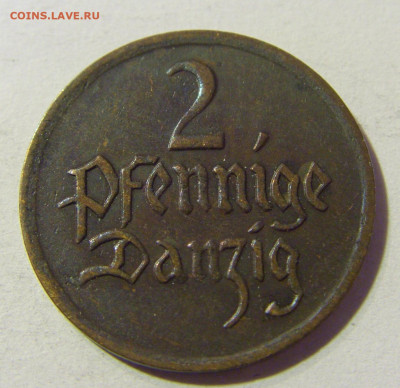 COINS.LAVE.RU
2
Pfennige
Danzig